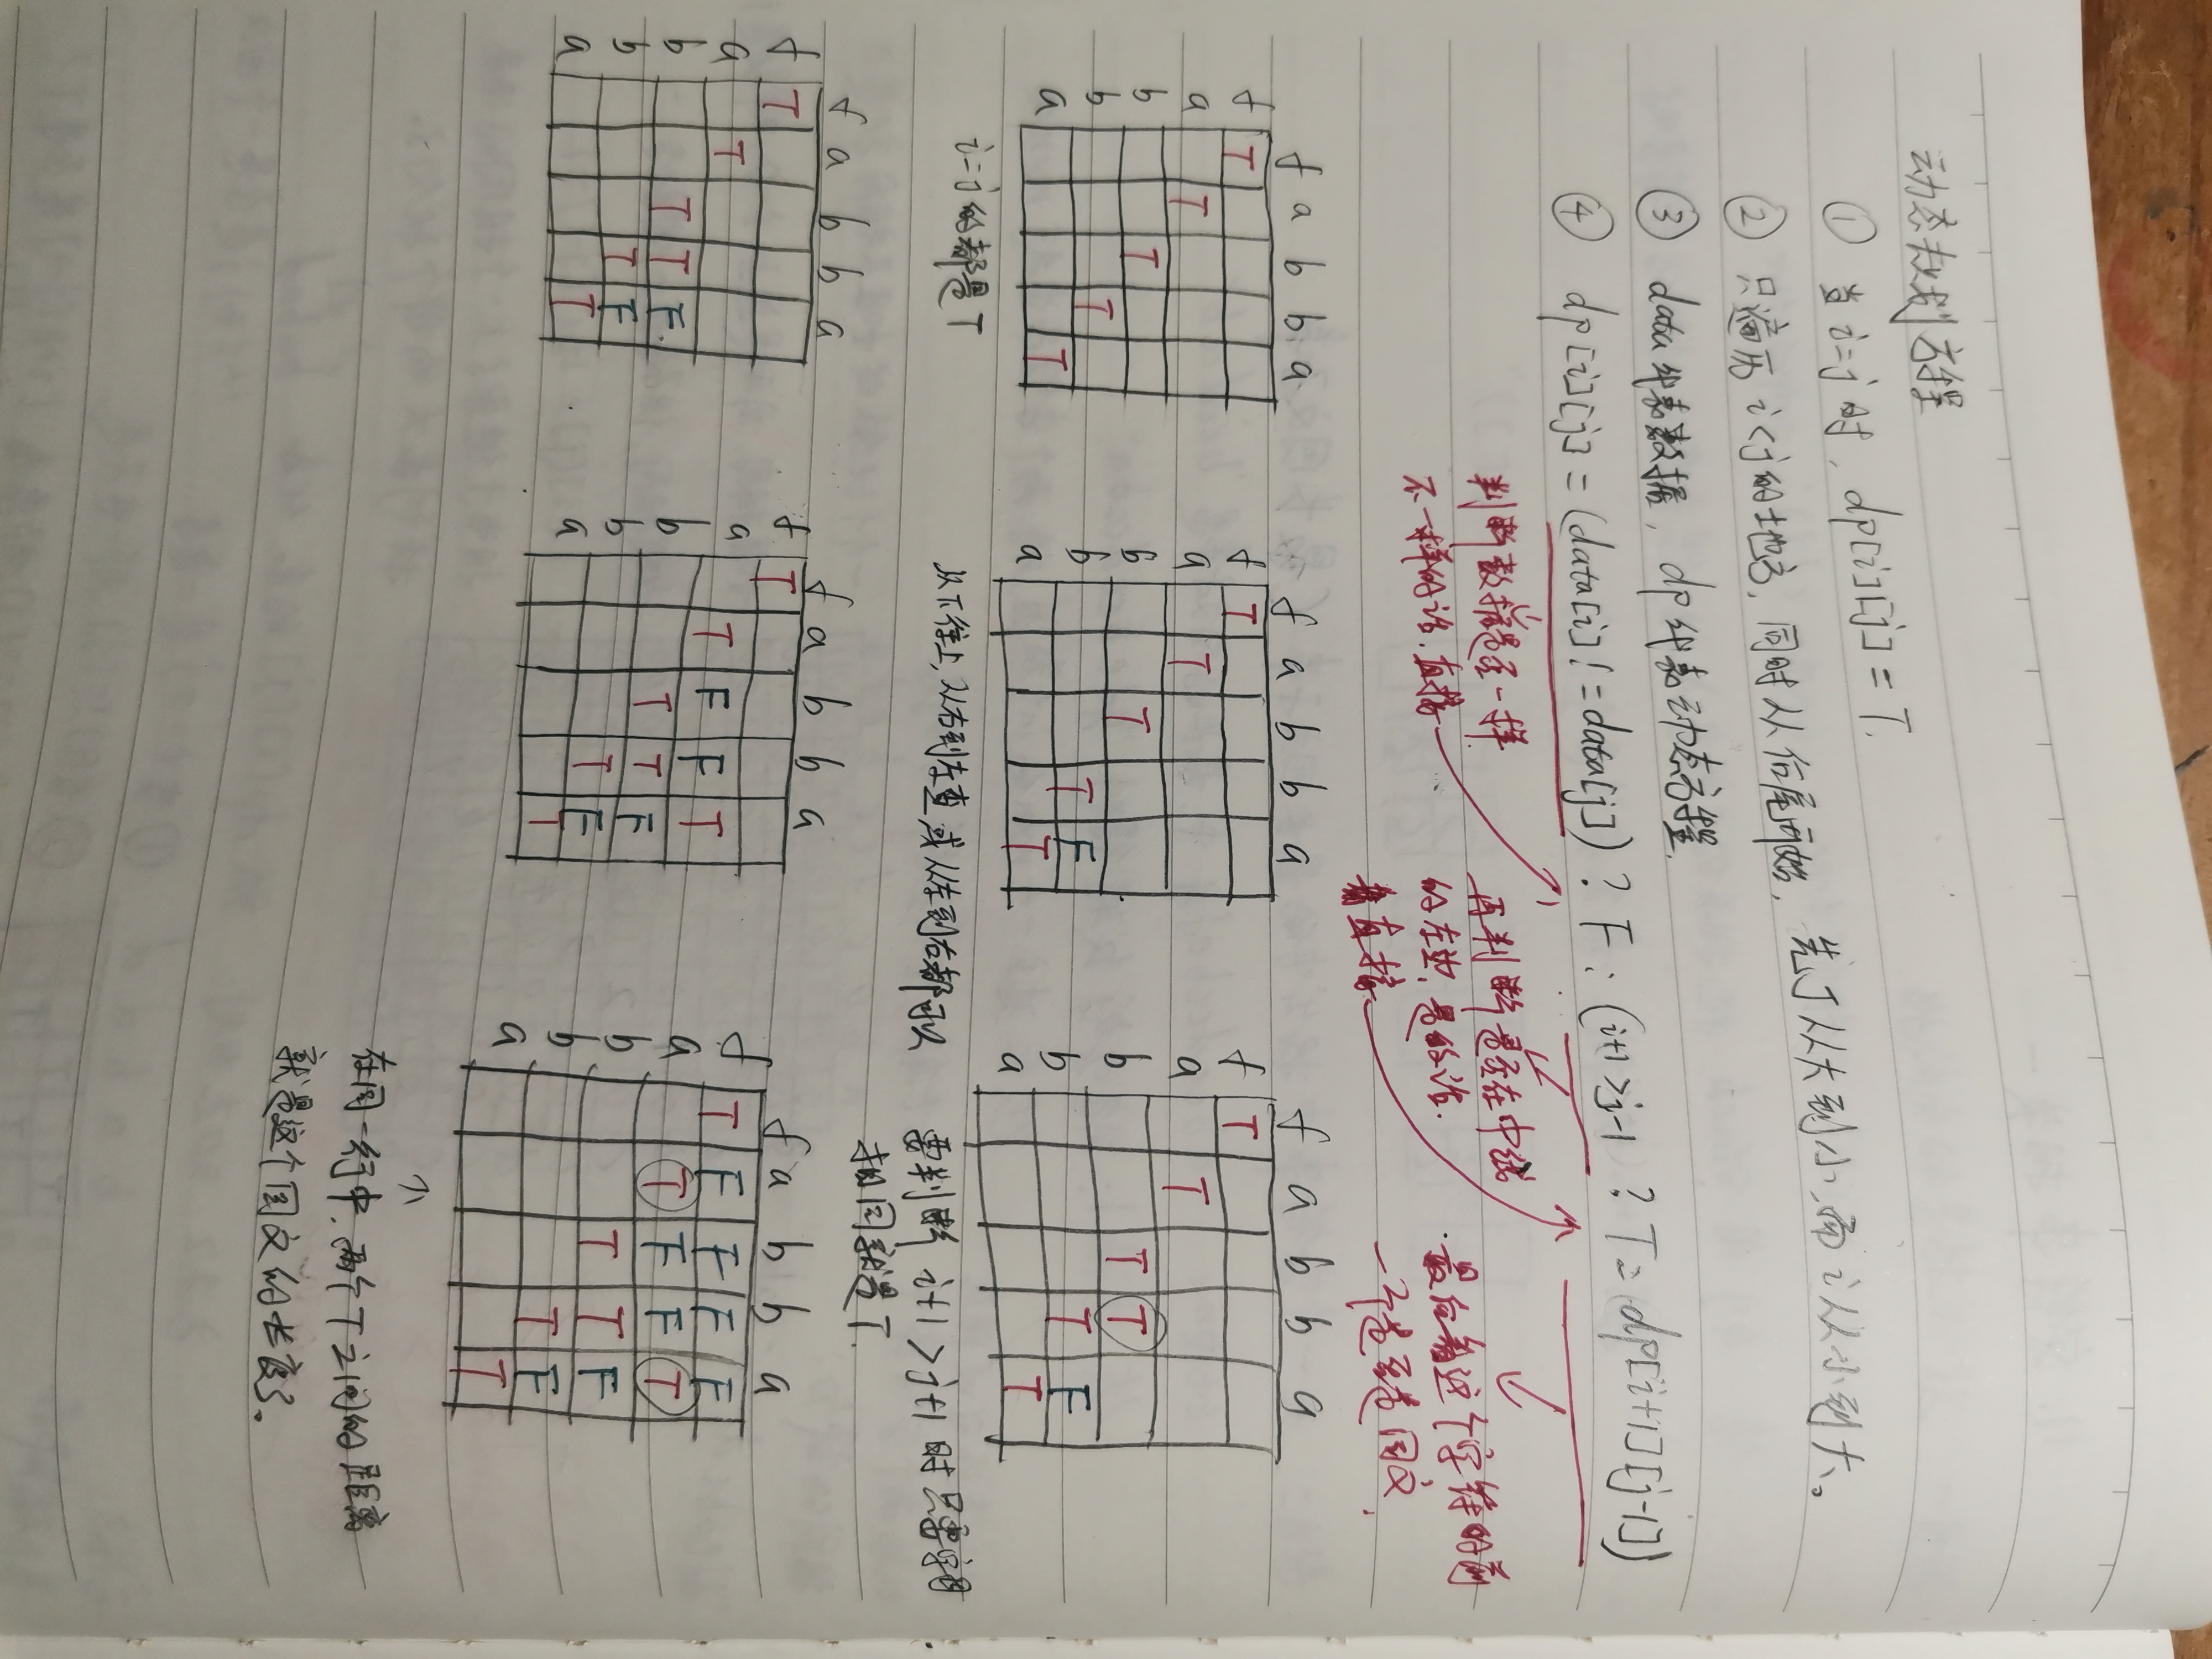 动态规划方程
① 当 i=j 时, dp[i][j] = T.
② 只遍历 i<j 的地方, 同时从后尾开始, 先 J 从大到小, 而 i 从小到大。
③ data 代表数据, dp 代表动态方程.
④ dp[i][j] = (data[i] != data[j]) ? F : (i+1 > j-1 ? T = dp[i+1][j-1])
判断数据是否一样
不一样的话, 直接
再判断是否在中线
的左边, 是的话.
直接
最后看这个字符的前
一个是否是回文,
f a b b a
f T
a T
b T
b T
a T
i=j 的都是 T
f a b b a
f T
a T
b T
b T F
a T
从下往上, 从右到左查 或 从左到右都可以
f a b b a
f T
a T
b T T
b T F
a T
要判断 i+1 > j+1 时 只要字母
相同就是 T.
f a b b a
f T
a T
b T T F
b T F
a T
f a b b a
f T
a T F F T
b T T F
b T F
a T
f a b b a
f T F F F F
a T F F T
b T T F
b T F
a T
在同一行中, 两个 T 之间的距离
就是这个回文的长度了。